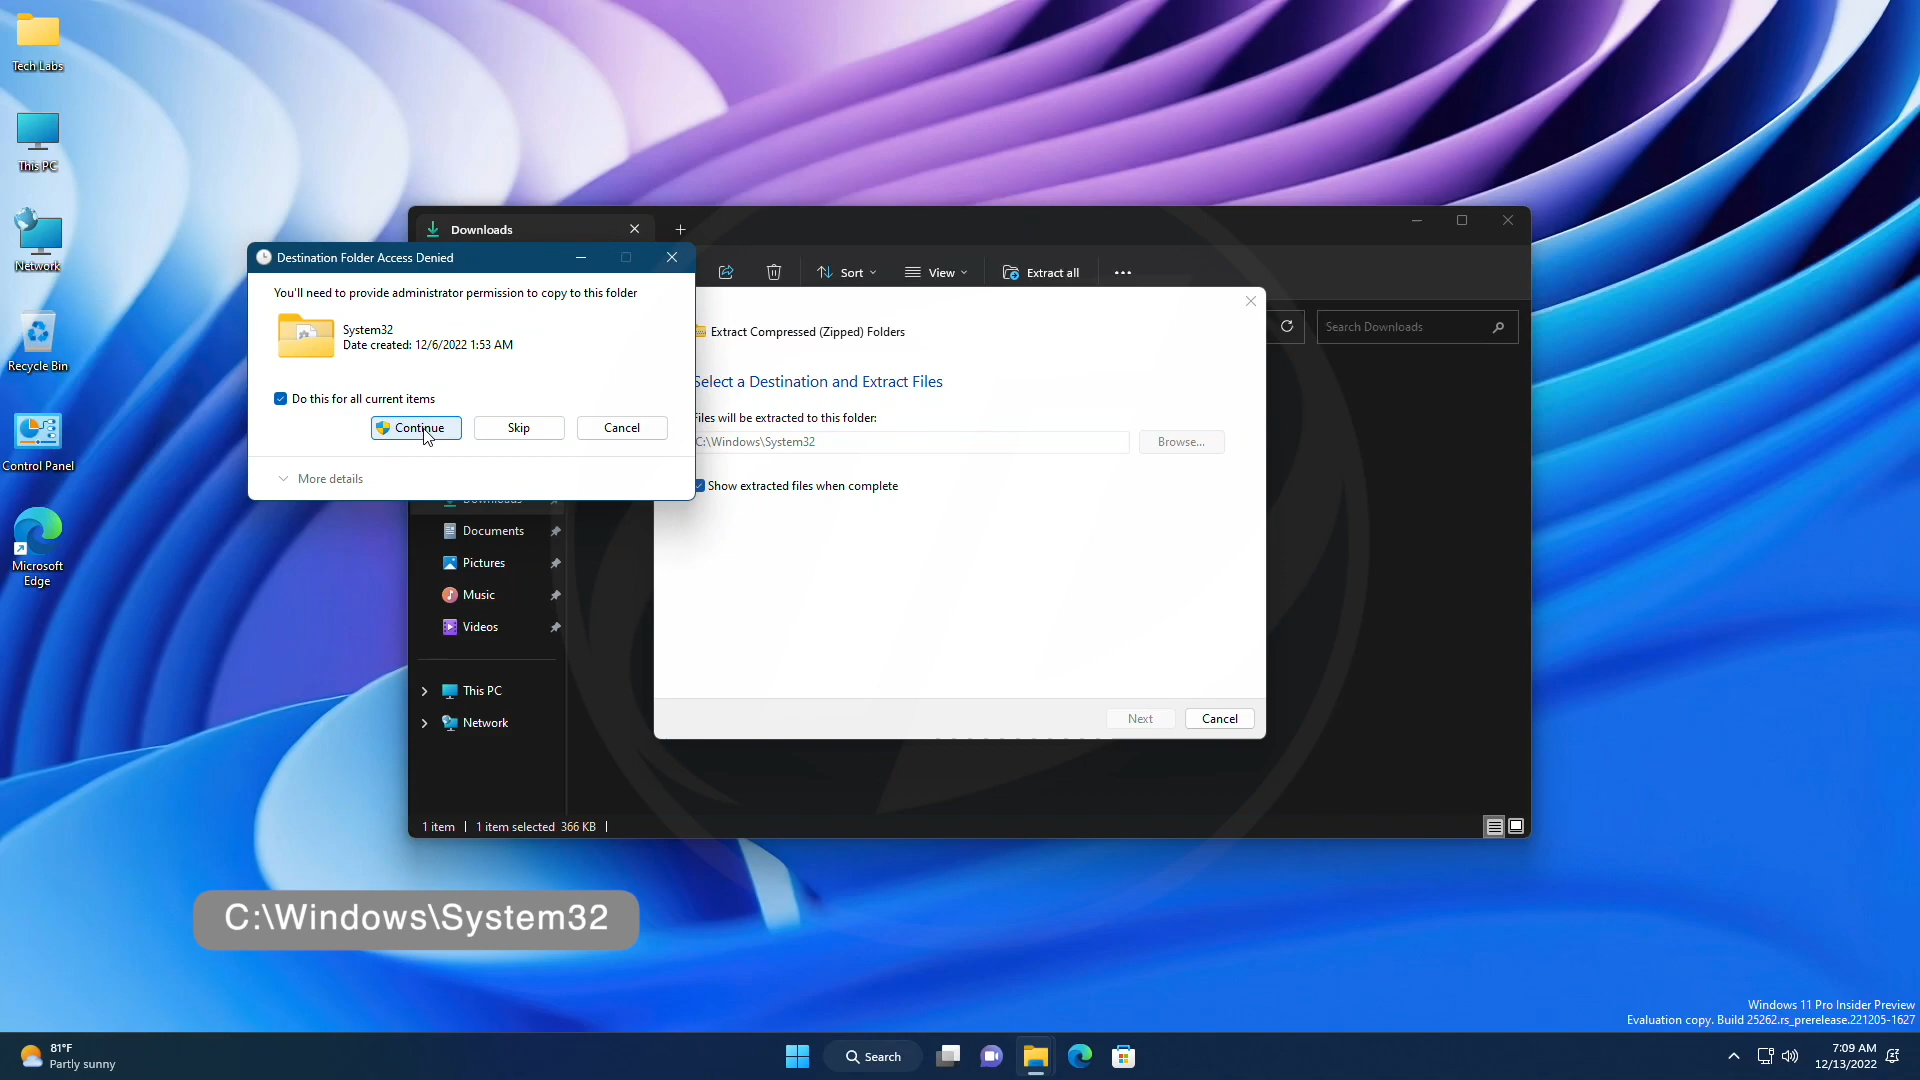 Tech Labs
This PC
Network
Recycle Bin
Control Panel
Microsoft
Edge
Downloads
Sort
View
Extract all
Search Downloads
Destination Folder Access Denied
You'll need to provide administrator permission to copy to this folder
System32
Date created: 12/6/2022 1:53 AM
Do this for all current items
Continue
Skip
Cancel
More details
Extract Compressed (Zipped) Folders
Select a Destination and Extract Files
Files will be extracted to this folder:
C:\Windows\System32
Browse...
Show extracted files when complete
Next
Cancel
Downloads
Documents
Pictures
Music
Videos
This PC
Network
1 item
1 item selected 366 KB
C:\Windows\System32
Windows 11 Pro Insider Preview
Evaluation copy. Build 25262.rs_prerelease.221205-1627
81°F
Partly sunny
Search
7:09 AM
12/13/2022